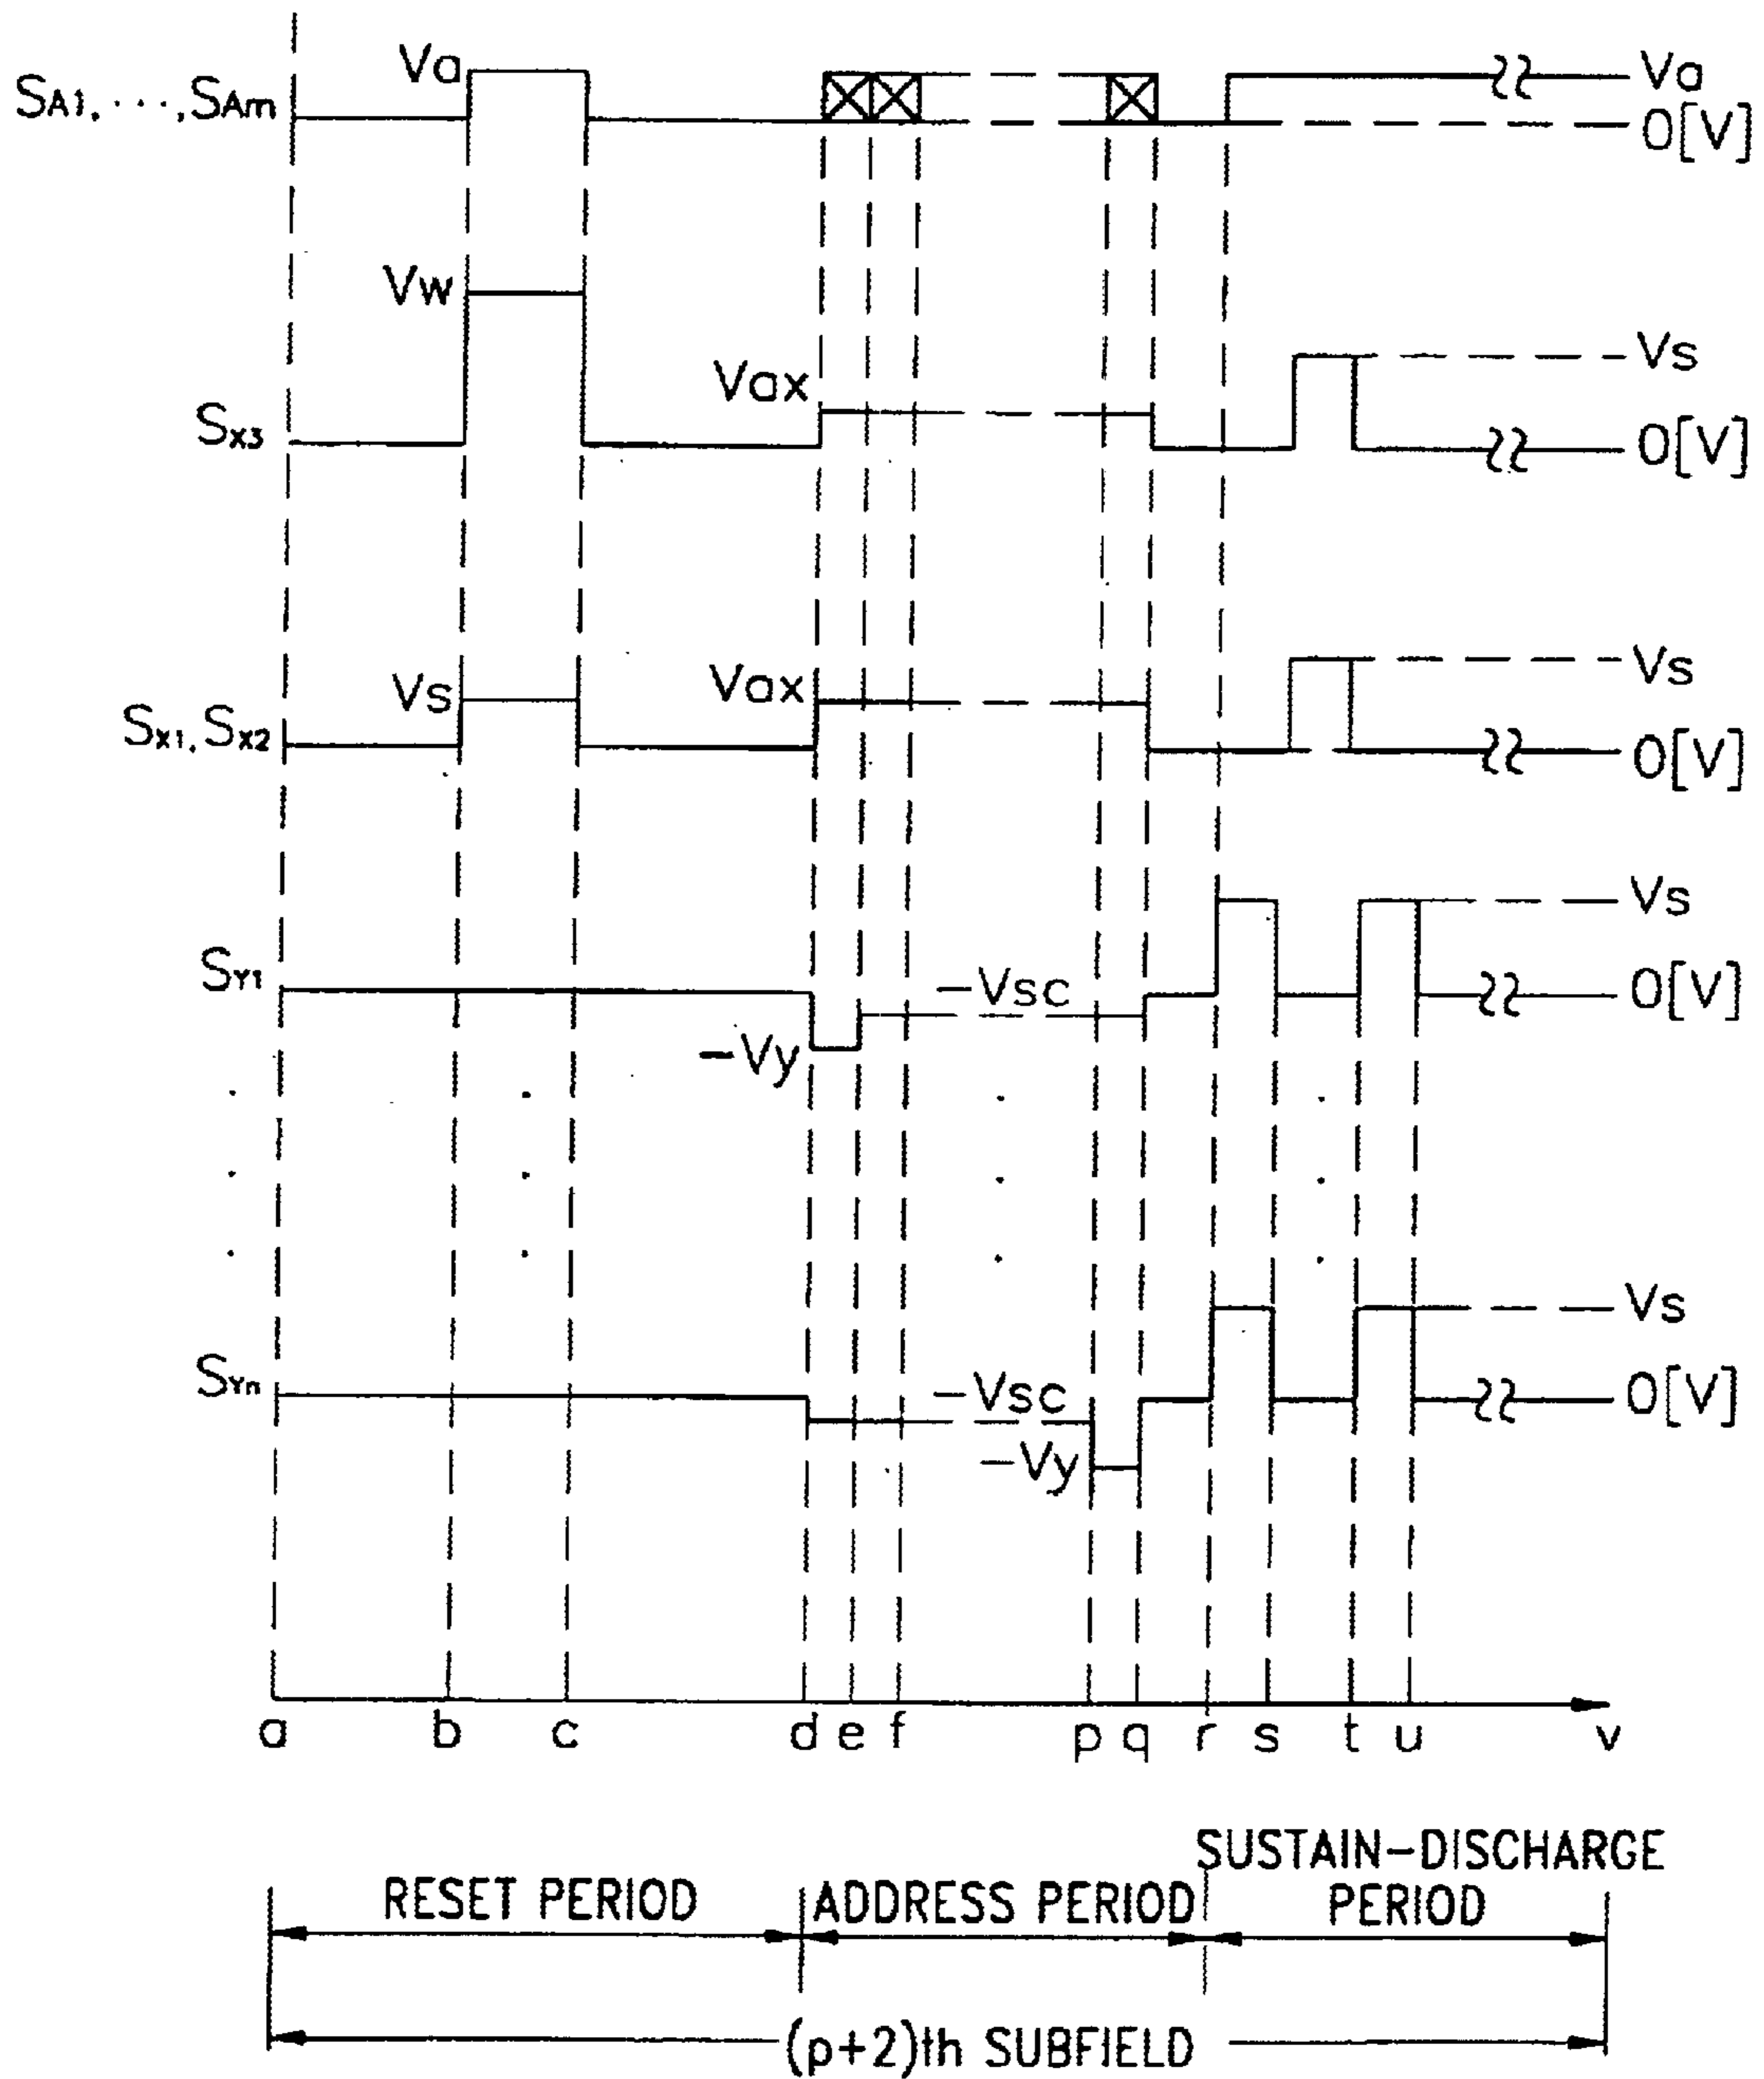 SA1, ···, SAm
Va
Va
0[V]
Vw
Vax
Vs
SX3
0[V]
Vs
Vax
Vs
SX1, SX2
0[V]
Vs
SY1
-Vsc
0[V]
-Vy
Vs
SYn
-Vsc
0[V]
-Vy
a b c d e f p q r s t u v
RESET PERIOD
ADDRESS PERIOD
SUSTAIN-DISCHARGE
PERIOD
(p+2)th SUBFIELD